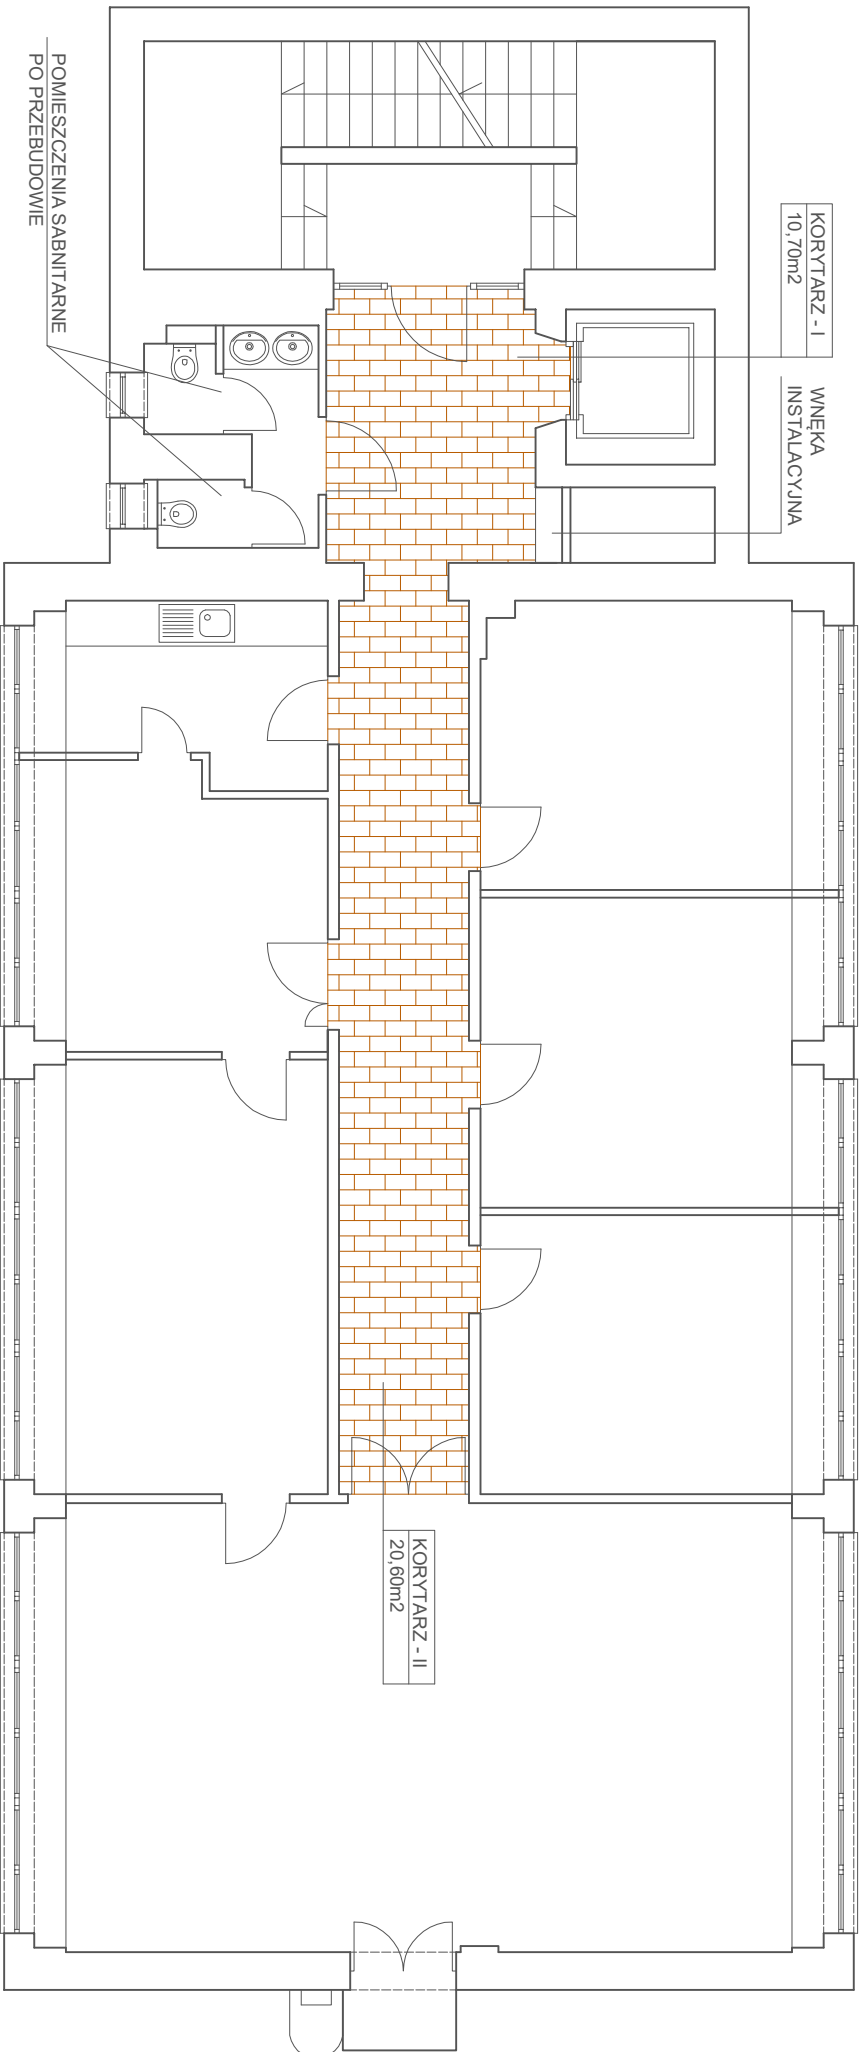 KORYTARZ - I
10,70m2
WNĘKA
INSTALACYJNA
POMIESZCZENIA SABNITARNE
PO PRZEBUDOWIE
KORYTARZ - II
20,60m2